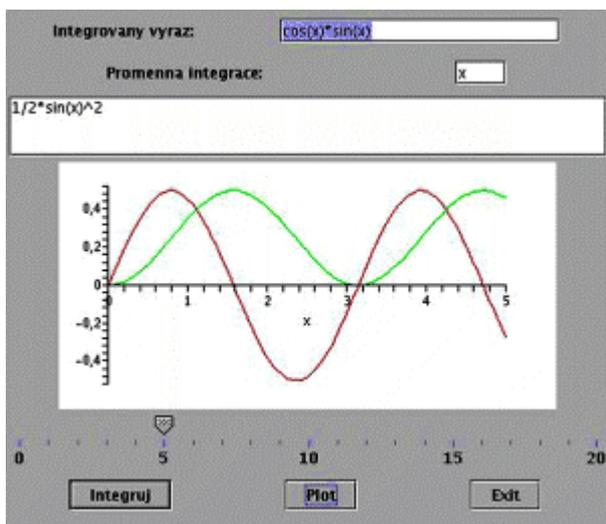 Integrovany vyraz: cos(x)*sin(x)
Promenna integrace: x
1/2*sin(x)^2
0,4
0,2
0
-0,2
-0,4
0 1 2 3 4 5
x
0 5 10 15 20
Integruj Plot Exit